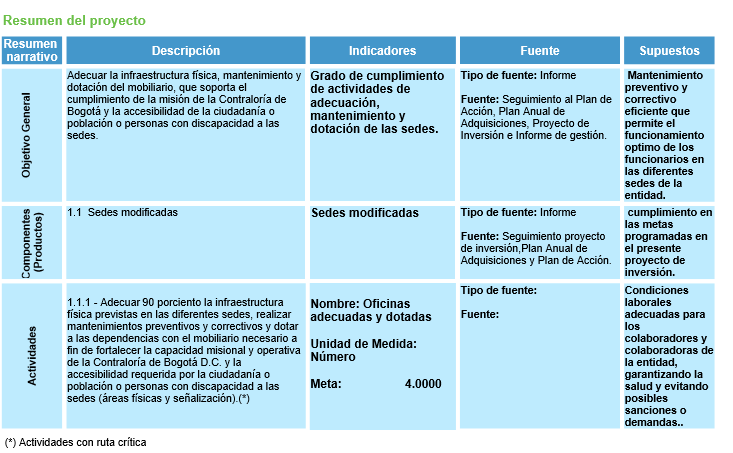 Resumen del proyecto
Resumen
narrativo
Descripción
Indicadores
Fuente
Supuestos
Objetivo General
Adecuar la infraestructura física, mantenimiento y
dotación del mobiliario, que soporta el
cumplimiento de la misión de la Contraloría de
Bogotá y la accesibilidad de la ciudadanía o
población o personas con discapacidad a las
sedes.
Grado de cumplimiento
de actividades de
adecuación,
mantenimiento y
dotación de las sedes.
Tipo de fuente: Informe
Fuente: Seguimiento al Plan de
Acción, Plan Anual de
Adquisiciones, Proyecto de
Inversión e Informe de gestión.
Mantenimiento
preventivo y
correctivo
eficiente que
permite el
funcionamiento
optimo de los
funcionarios en
las diferentes
sedes de la
entidad.
Componentes
(Productos)
1.1 Sedes modificadas
Sedes modificadas
Tipo de fuente: Informe
Fuente: Seguimiento proyecto
de inversión,Plan Anual de
Adquisiciones y Plan de Acción.
cumplimiento en
las metas
programadas en
el presente
proyecto de
inversión.
Actividades
1.1.1 - Adecuar 90 porciento la infraestructura
física previstas en las diferentes sedes, realizar
mantenimientos preventivos y correctivos y dotar
a las dependencias con el mobiliario necesario a
fin de fortalecer la capacidad misional y operativa
de la Contraloría de Bogotá D.C. y la
accesibilidad requerida por la ciudadanía o
población o personas con discapacidad a las
sedes (áreas físicas y señalización).(*)
Nombre: Oficinas
adecuadas y dotadas
Unidad de Medida:
Número
Meta: 4.0000
Tipo de fuente:
Fuente:
Condiciones
laborales
adecuadas para
los
colaboradores y
colaboradoras de
la entidad,
garantizando la
salud y evitando
posibles
sanciones o
demandas..
(*) Actividades con ruta crítica